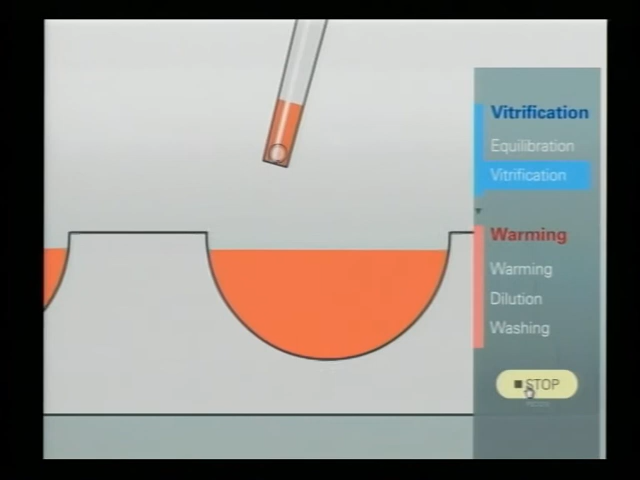 Vitrification
Equilibration
Vitrification
Warming
Warming
Dilution
Washing
STOP